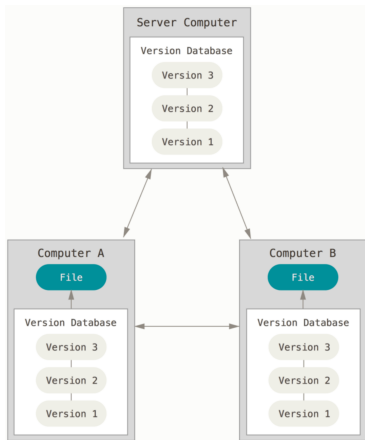 Server Computer
Version Database
Version 3
Version 2
Version 1
Computer A
File
Version Database
Version 3
Version 2
Version 1
Computer B
File
Version Database
Version 3
Version 2
Version 1